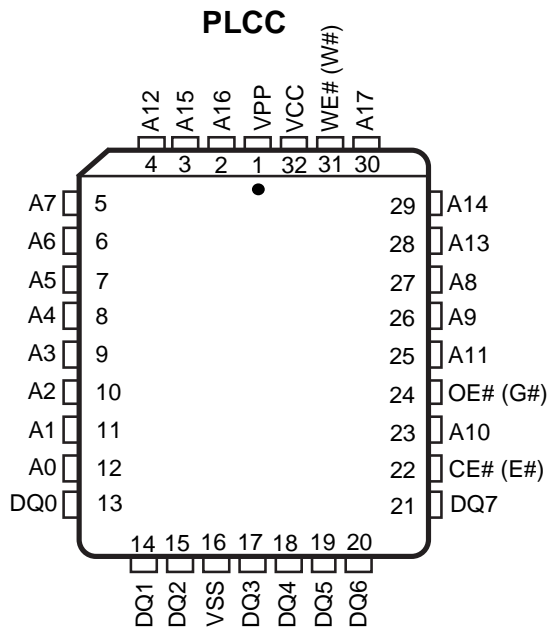 PLCC
A12 A15 A16 VPP VCC WE# (W#) A17
4 3 2 1 32 31 30
A7 5 29 A14
A6 6 28 A13
A5 7 27 A8
A4 8 26 A9
A3 9 25 A11
A2 10 24 OE# (G#)
A1 11 23 A10
A0 12 22 CE# (E#)
DQ0 13 21 DQ7
14 15 16 17 18 19 20
DQ1 DQ2 VSS DQ3 DQ4 DQ5 DQ6